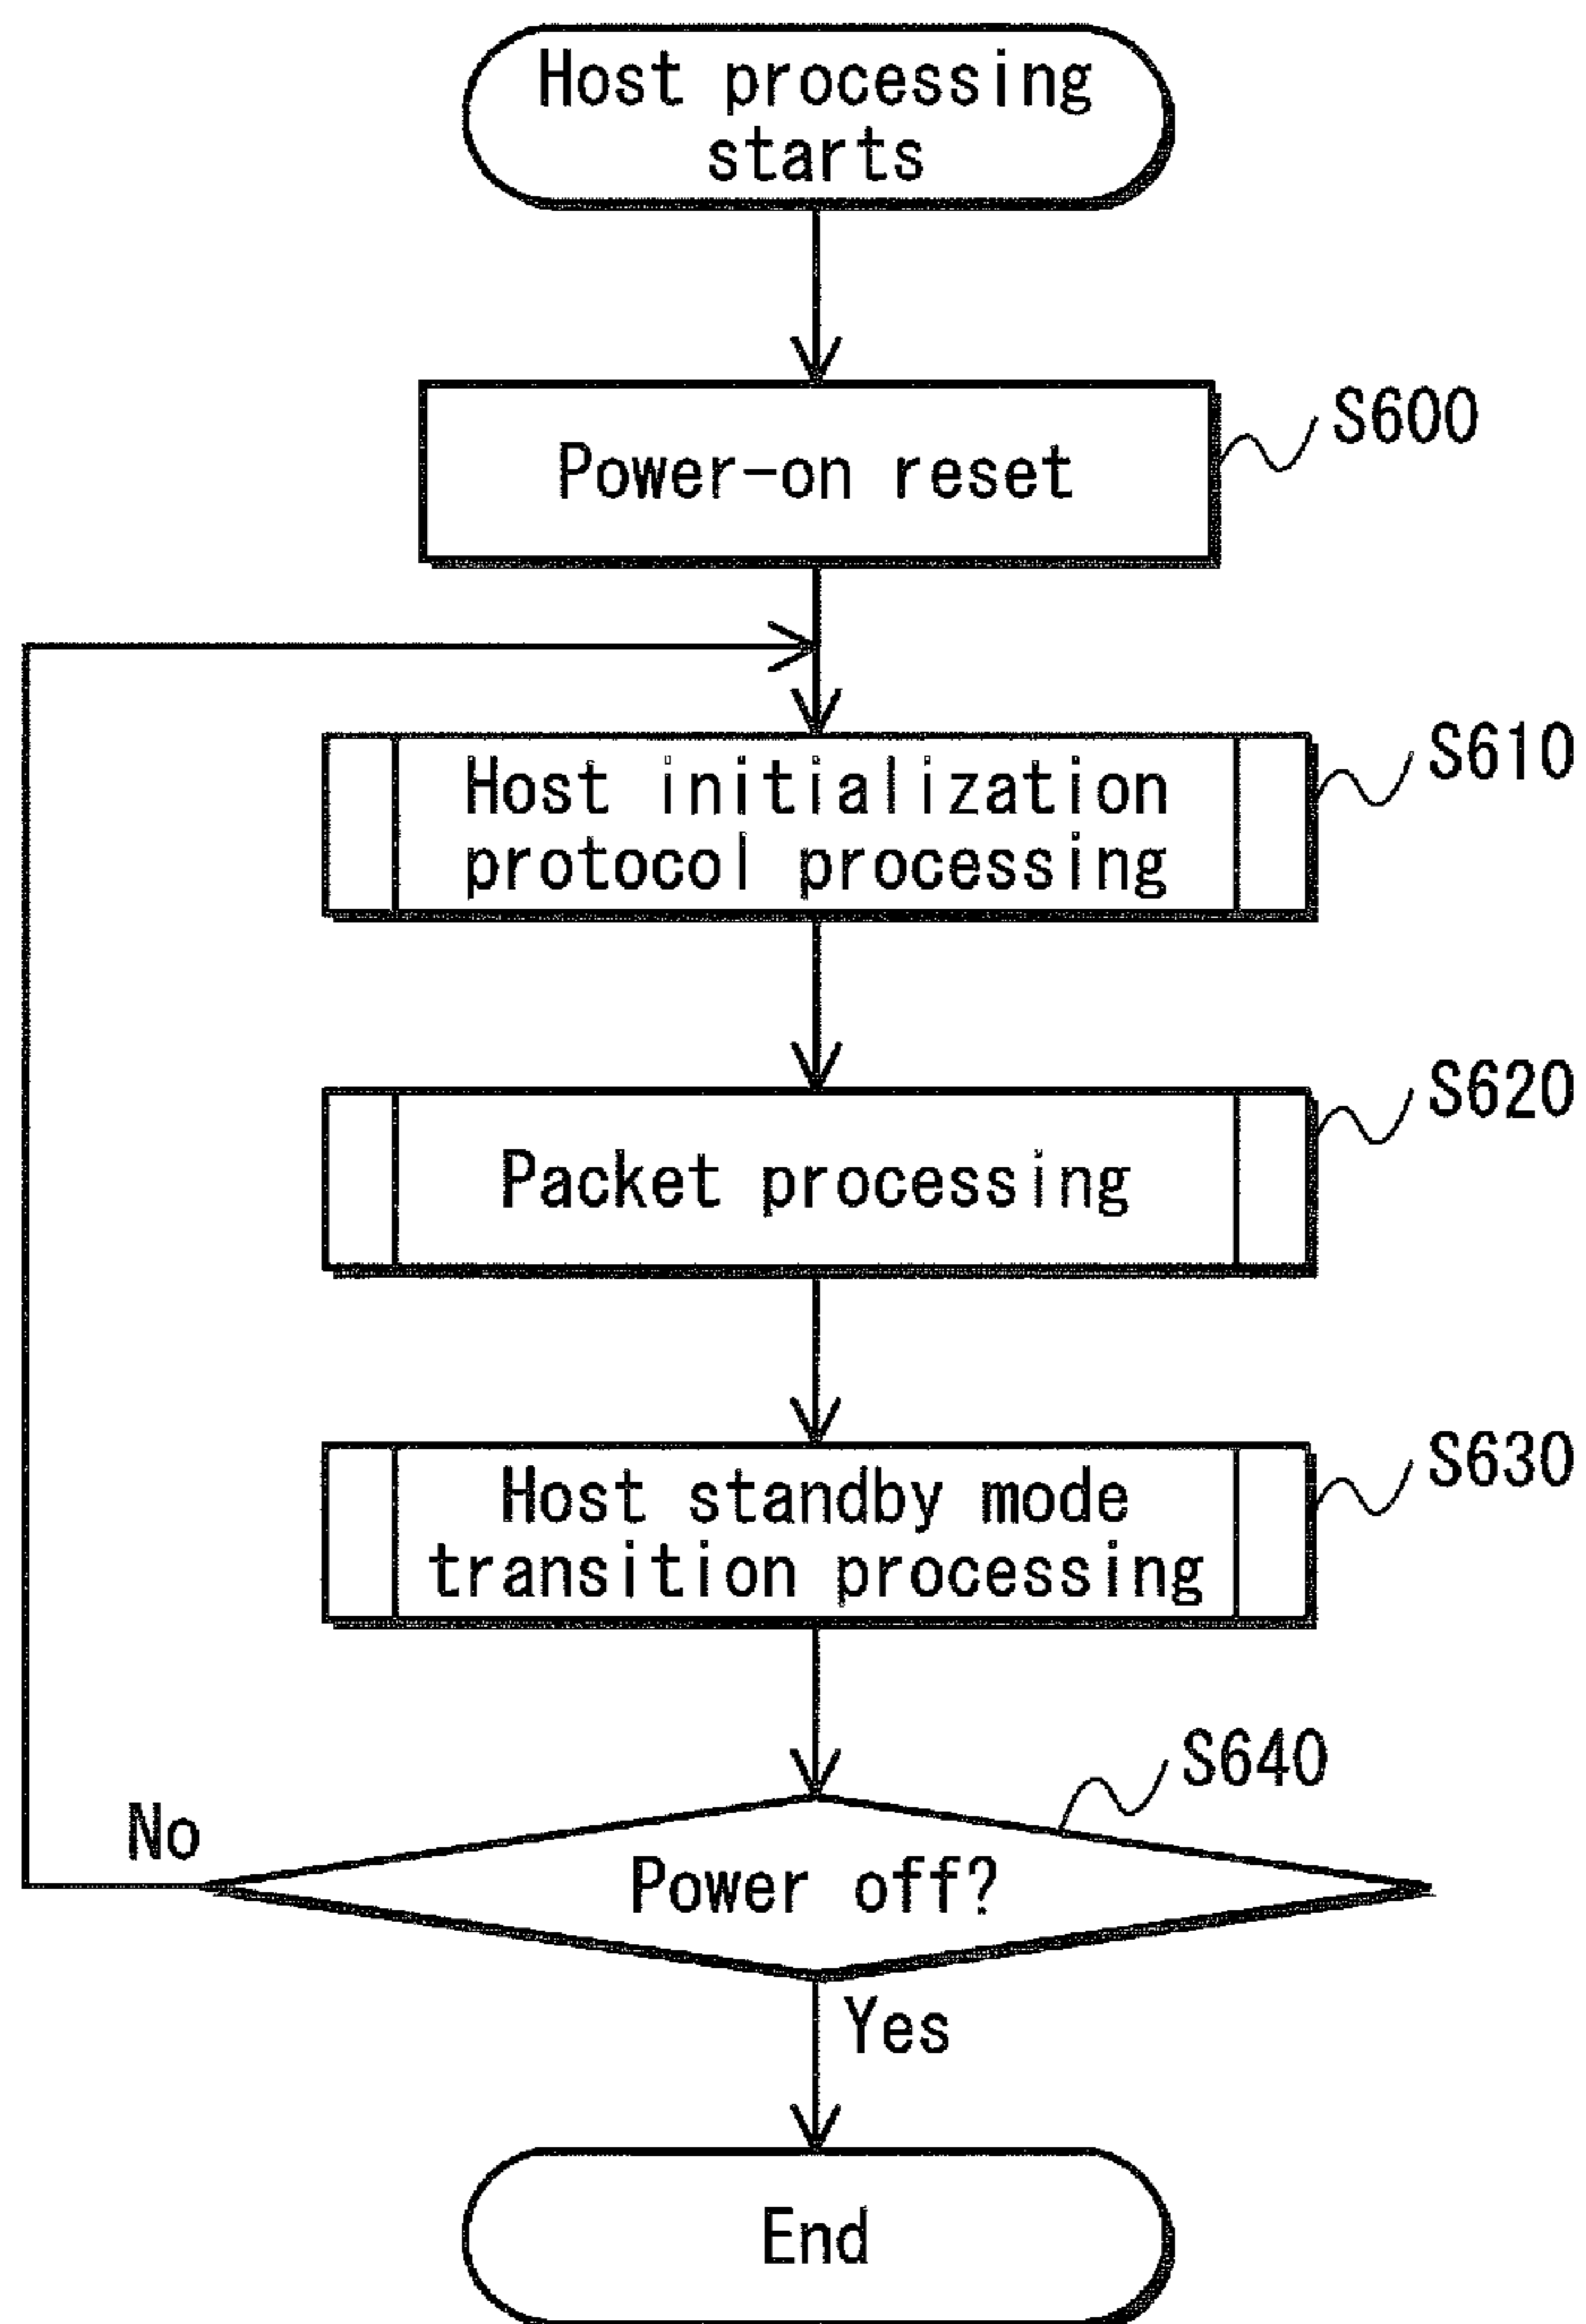 Host processing
starts
Power-on reset
S600
Host initialization
protocol processing
S610
Packet processing
S620
Host standby mode
transition processing
S630
S640
No
Power off?
Yes
End